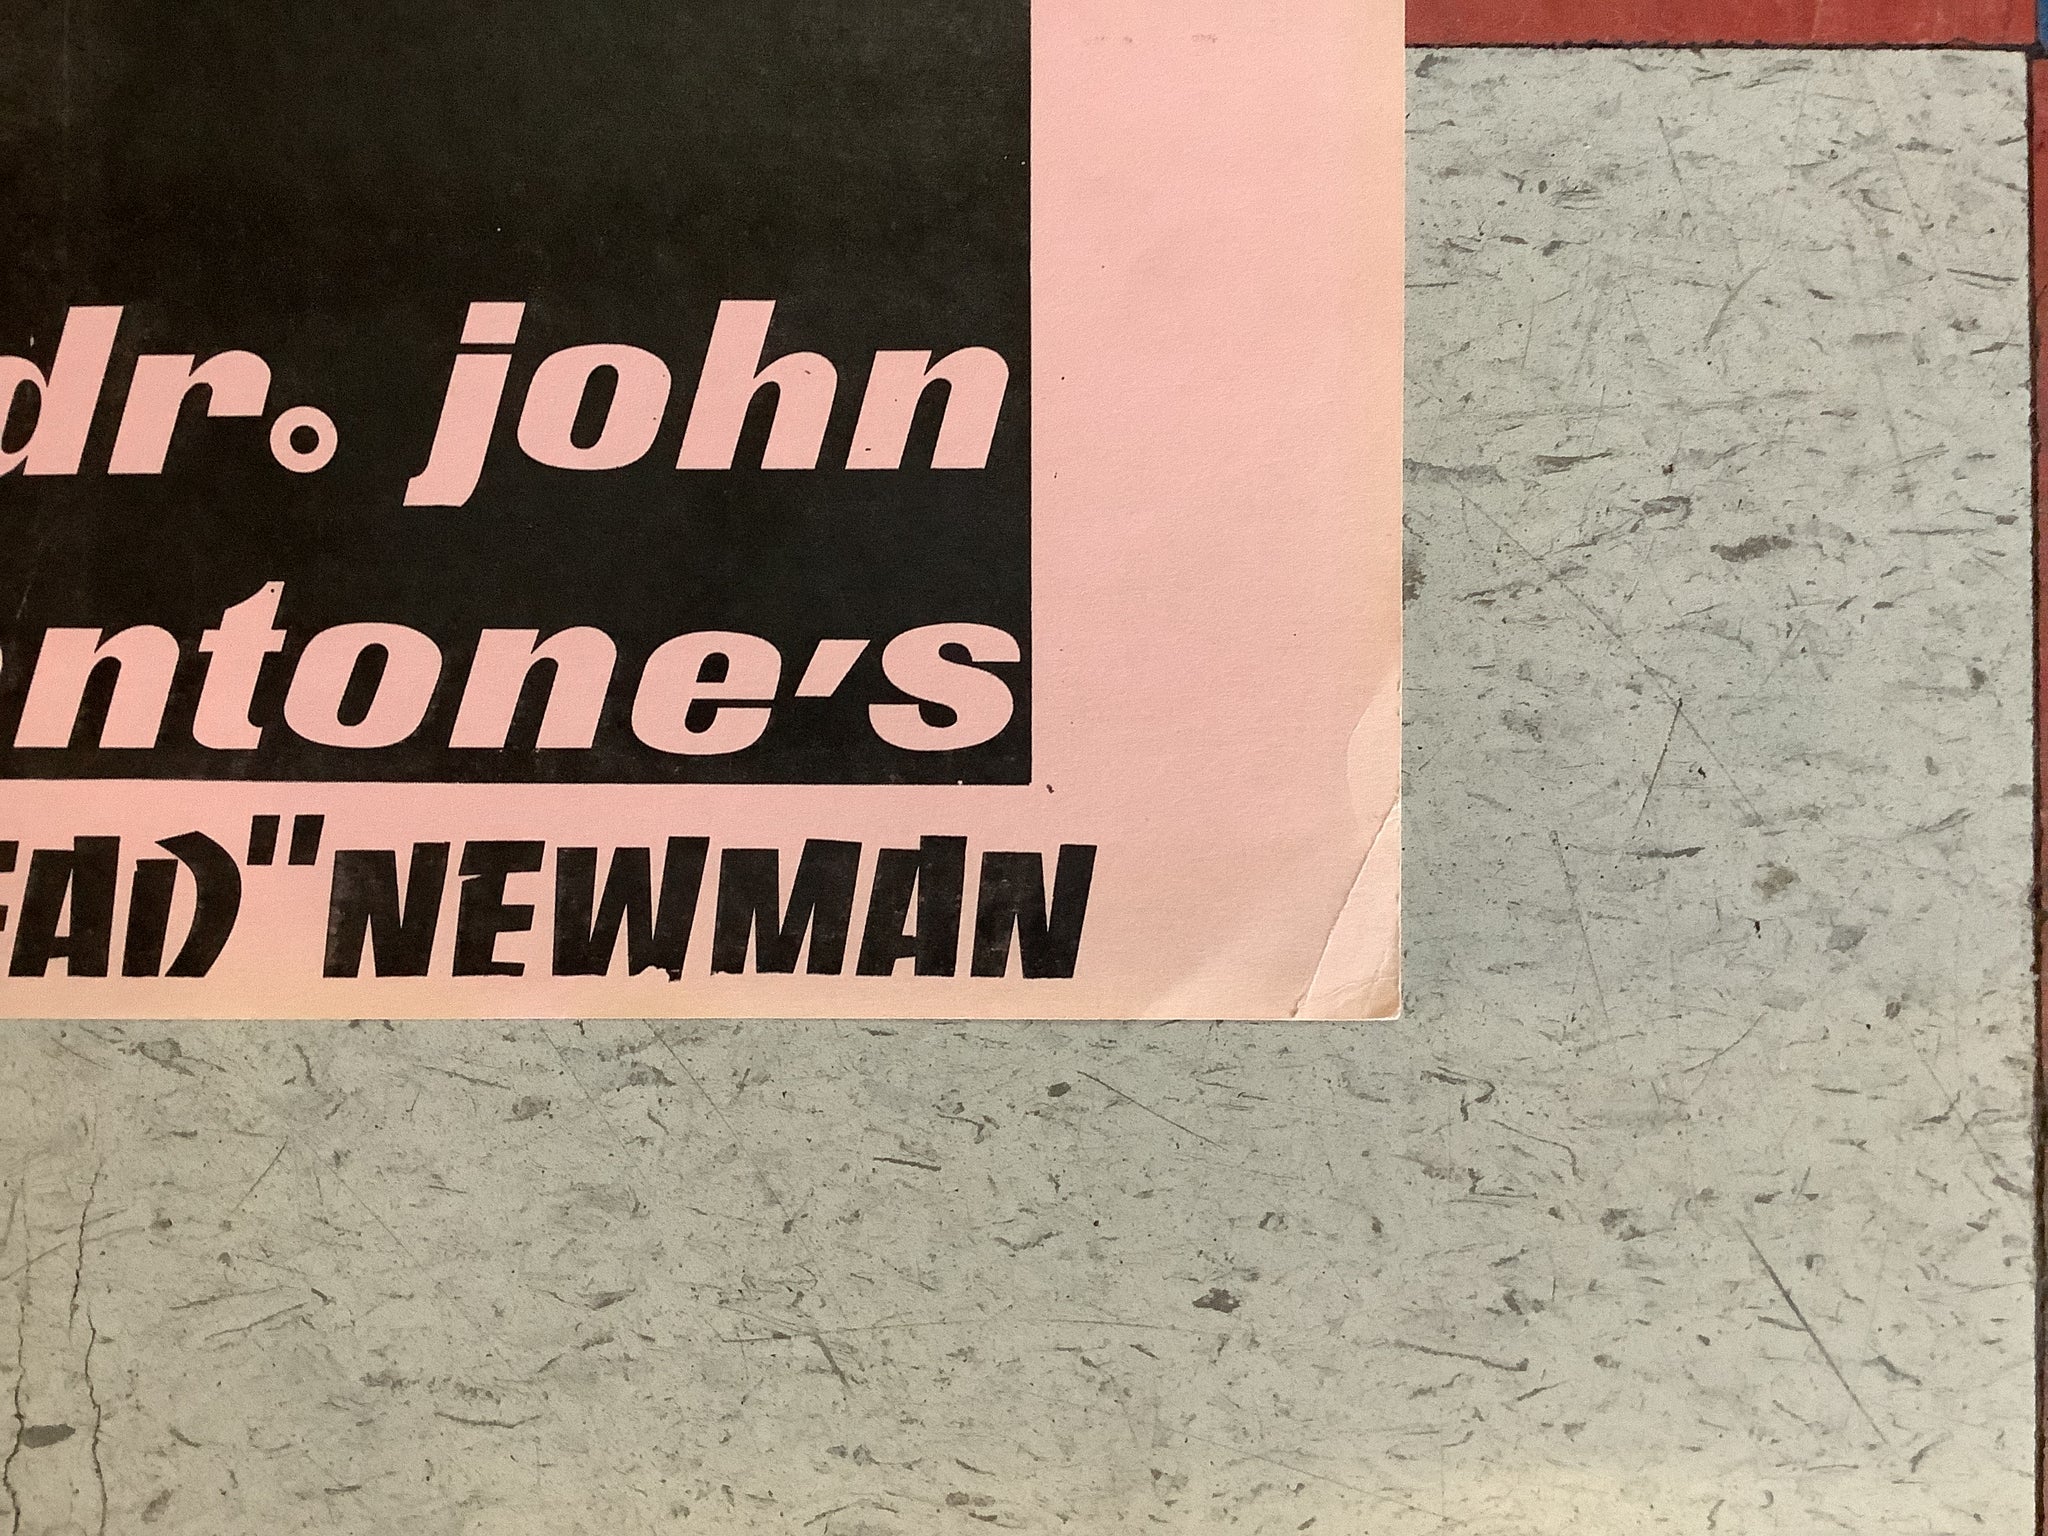 dr. john
ntone's
EAD" NEWMAN